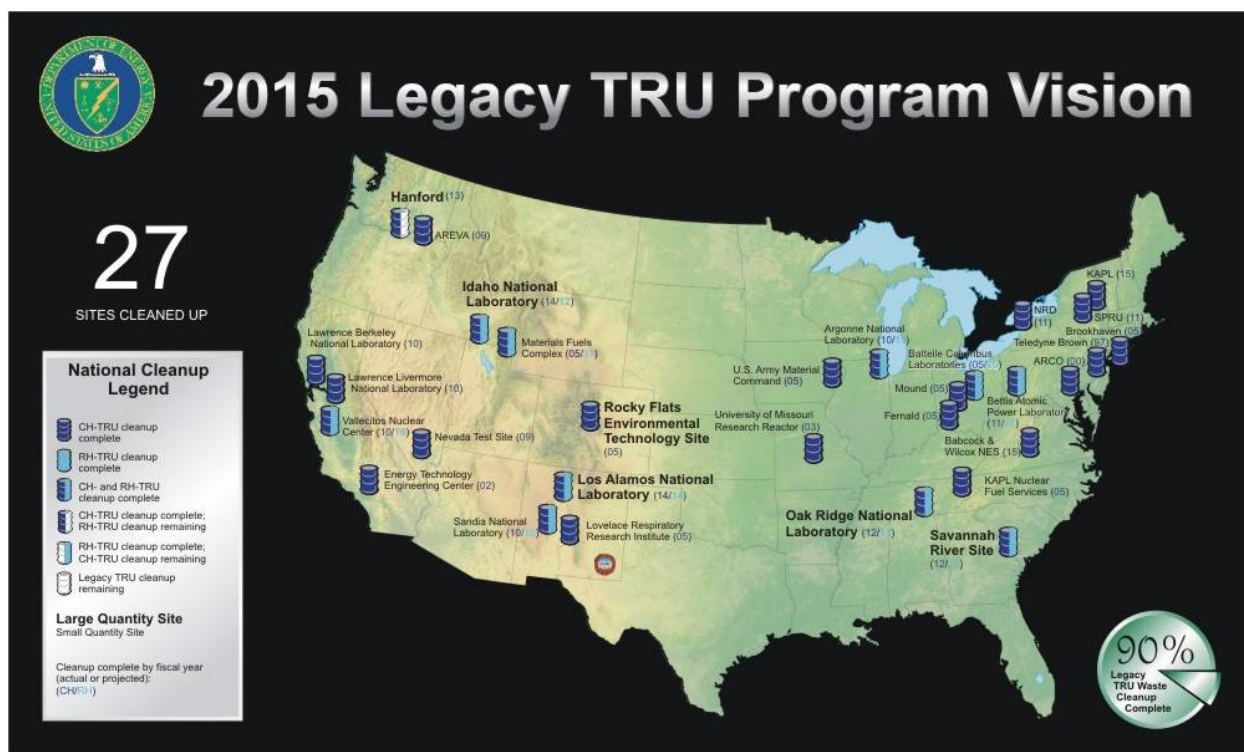 DEPARTMENT OF ENERGY
UNITED STATES OF AMERICA
2015 Legacy TRU Program Vision
27
SITES CLEANED UP
National Cleanup
Legend
CH-TRU cleanup
complete
RH-TRU cleanup
complete
CH- and RH-TRU
cleanup complete
CH-TRU complete;
RH-TRU cleanup remaining
RH-TRU cleanup complete;
CH-TRU cleanup remaining
Legacy TRU cleanup
remaining
Large Quantity Site
Small Quantity Site
Cleanup complete by fiscal year
(actual or projected):
(CH/RH)
Hanford (13)
AREVA (09)
Idaho National
Laboratory (14/12)
Materials Fuels
Complex (05/
Lawrence Berkeley
National Laboratory (10)
Lawrence Livermore
National Laboratory (10)
Vallecitos Nuclear
Center (10/10)
Nevada Test Site (09)
Energy Technology
Engineering Center (02)
Rocky Flats
Environmental
Technology Site
(05)
Los Alamos National
Laboratory (14/14)
Sandia National
Laboratory (10/
Lovelace Respiratory
Research Institute (05)
U.S. Army Material
Command (05)
University of Missouri
Research Reactor (03)
Argonne National
Laboratory (10/
Battelle Columbus
Laboratories (05/
Mound (05)
Fernald (05)
Bettis Atomic
Power Laboratory
(11/
Babcock &
Wilcox NES (15)
KAPL Nuclear
Fuel Services (05)
Oak Ridge National
Laboratory (12/
Savannah
River Site
(12/
NRD
(11)
KAPL (15)
SPRU (11)
Brookhaven (05)
Teledyne Brown (97)
ARCO (00)
90%
Legacy
TRU Waste
Cleanup
Complete